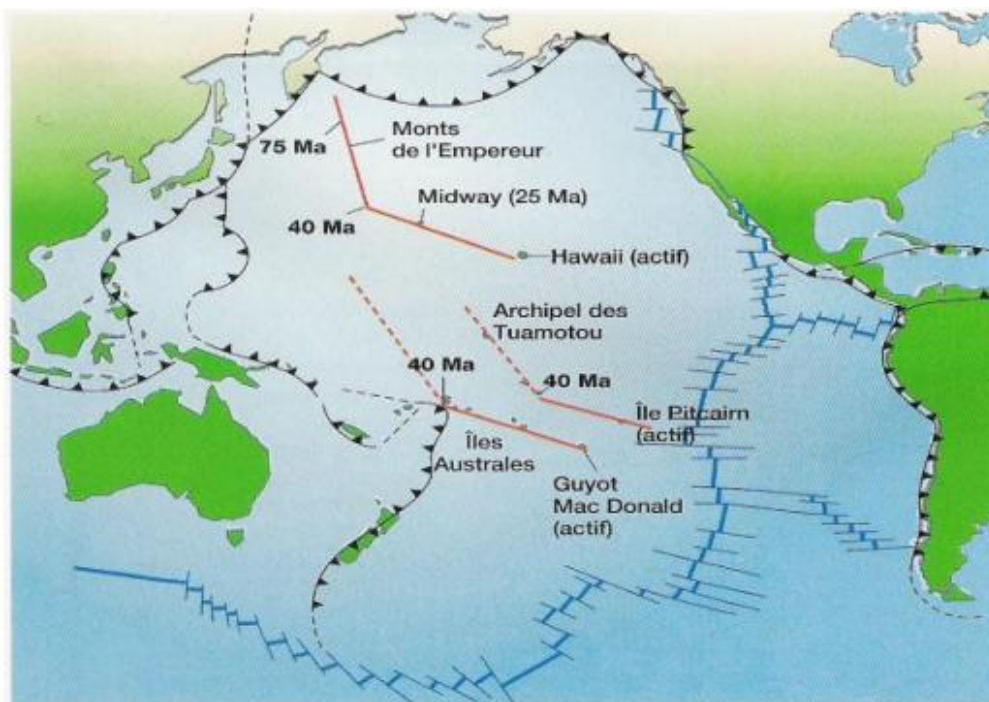 75 Ma
Monts
de l'Empereur
Midway (25 Ma)
40 Ma
Hawaii (actif)
Archipel des
Tuamotou
40 Ma
40 Ma
Île Pitcairn
(actif)
Îles
Australes
Guyot
Mac Donald
(actif)